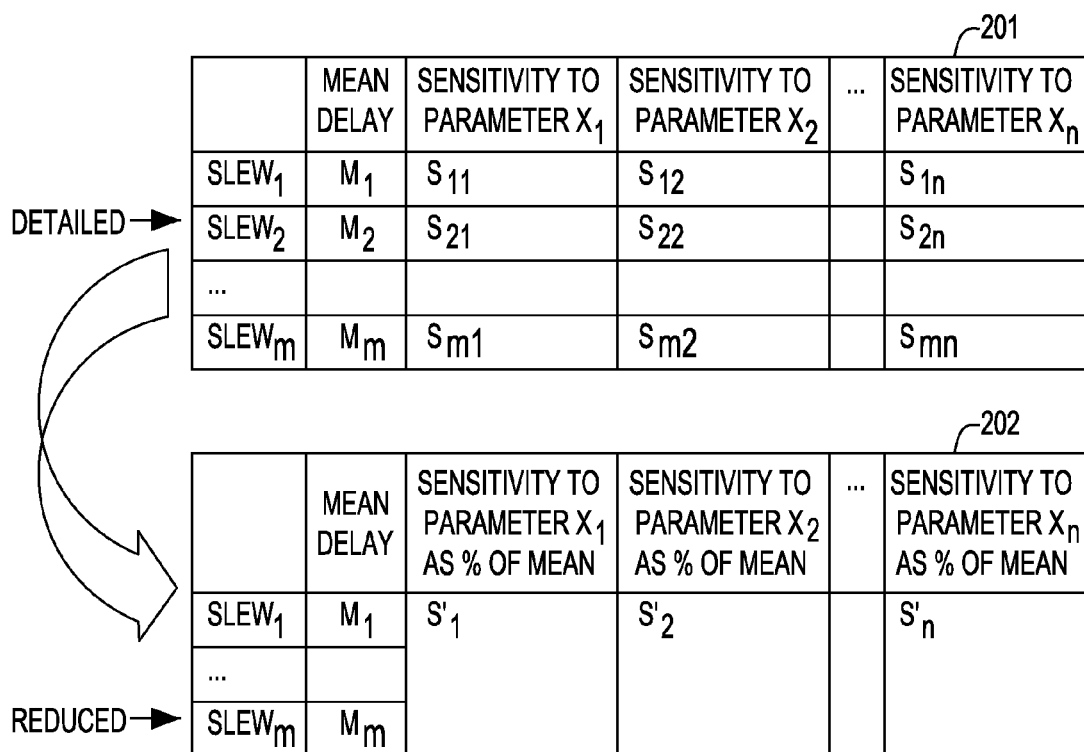 201
MEAN DELAY | SENSITIVITY TO PARAMETER X₁ | SENSITIVITY TO PARAMETER X₂ | ... | SENSITIVITY TO PARAMETER Xₙ
SLEW₁ | M₁ | S₁₁ | S₁₂ | S₁ₙ
DETAILED
SLEW₂ | M₂ | S₂₁ | S₂₂ | S₂ₙ
...
SLEWₘ | Mₘ | Sₘ₁ | Sₘ₂ | Sₘₙ
202
MEAN DELAY | SENSITIVITY TO PARAMETER X₁ AS % OF MEAN | SENSITIVITY TO PARAMETER X₂ AS % OF MEAN | ... | SENSITIVITY TO PARAMETER Xₙ AS % OF MEAN
SLEW₁ | M₁ | S'₁ | S'₂ | S'ₙ
...
REDUCED
SLEWₘ | Mₘ